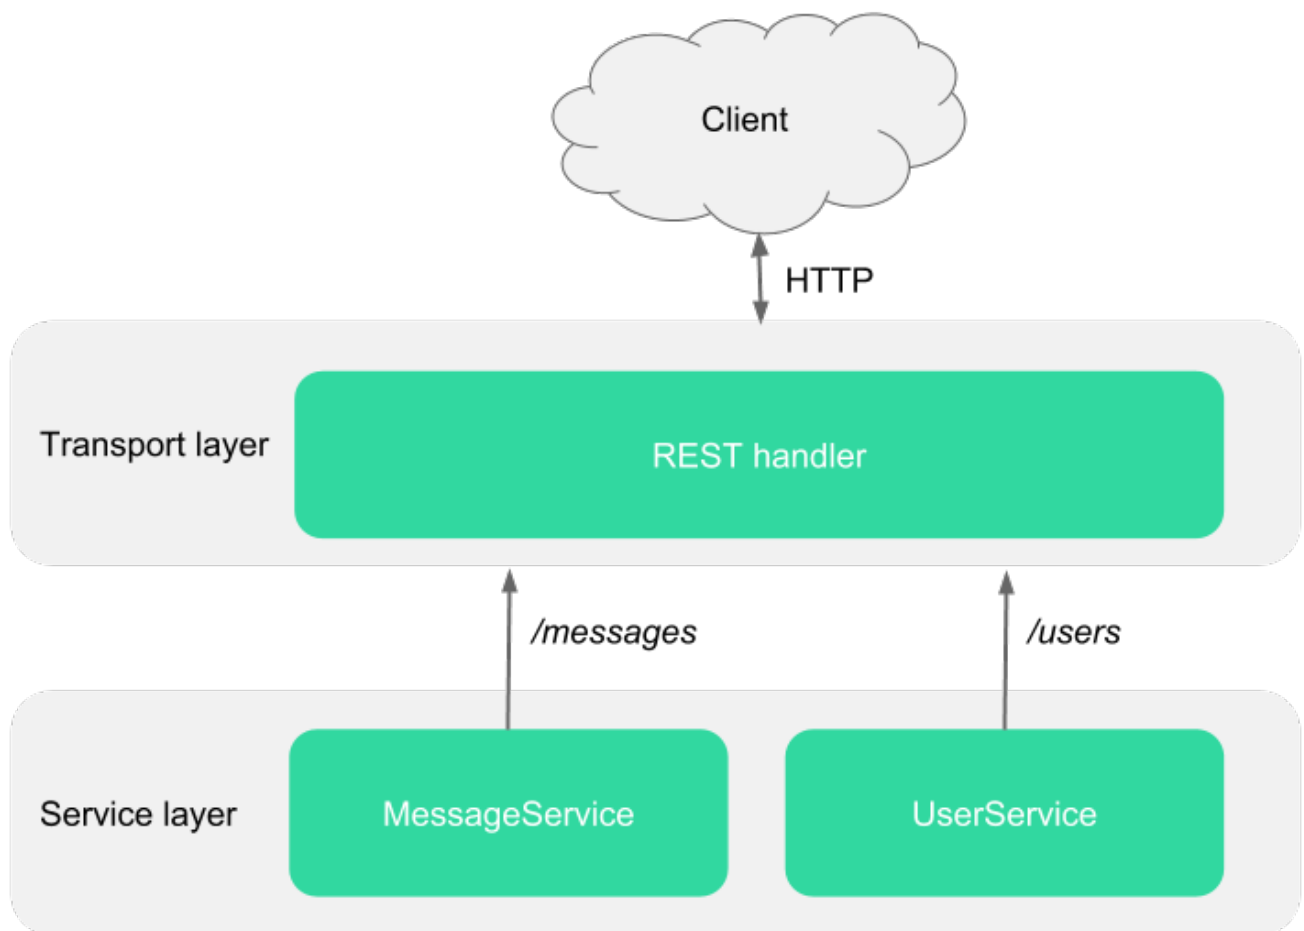 Client
HTTP
Transport layer
REST handler
/messages
/users
Service layer
MessageService
UserService